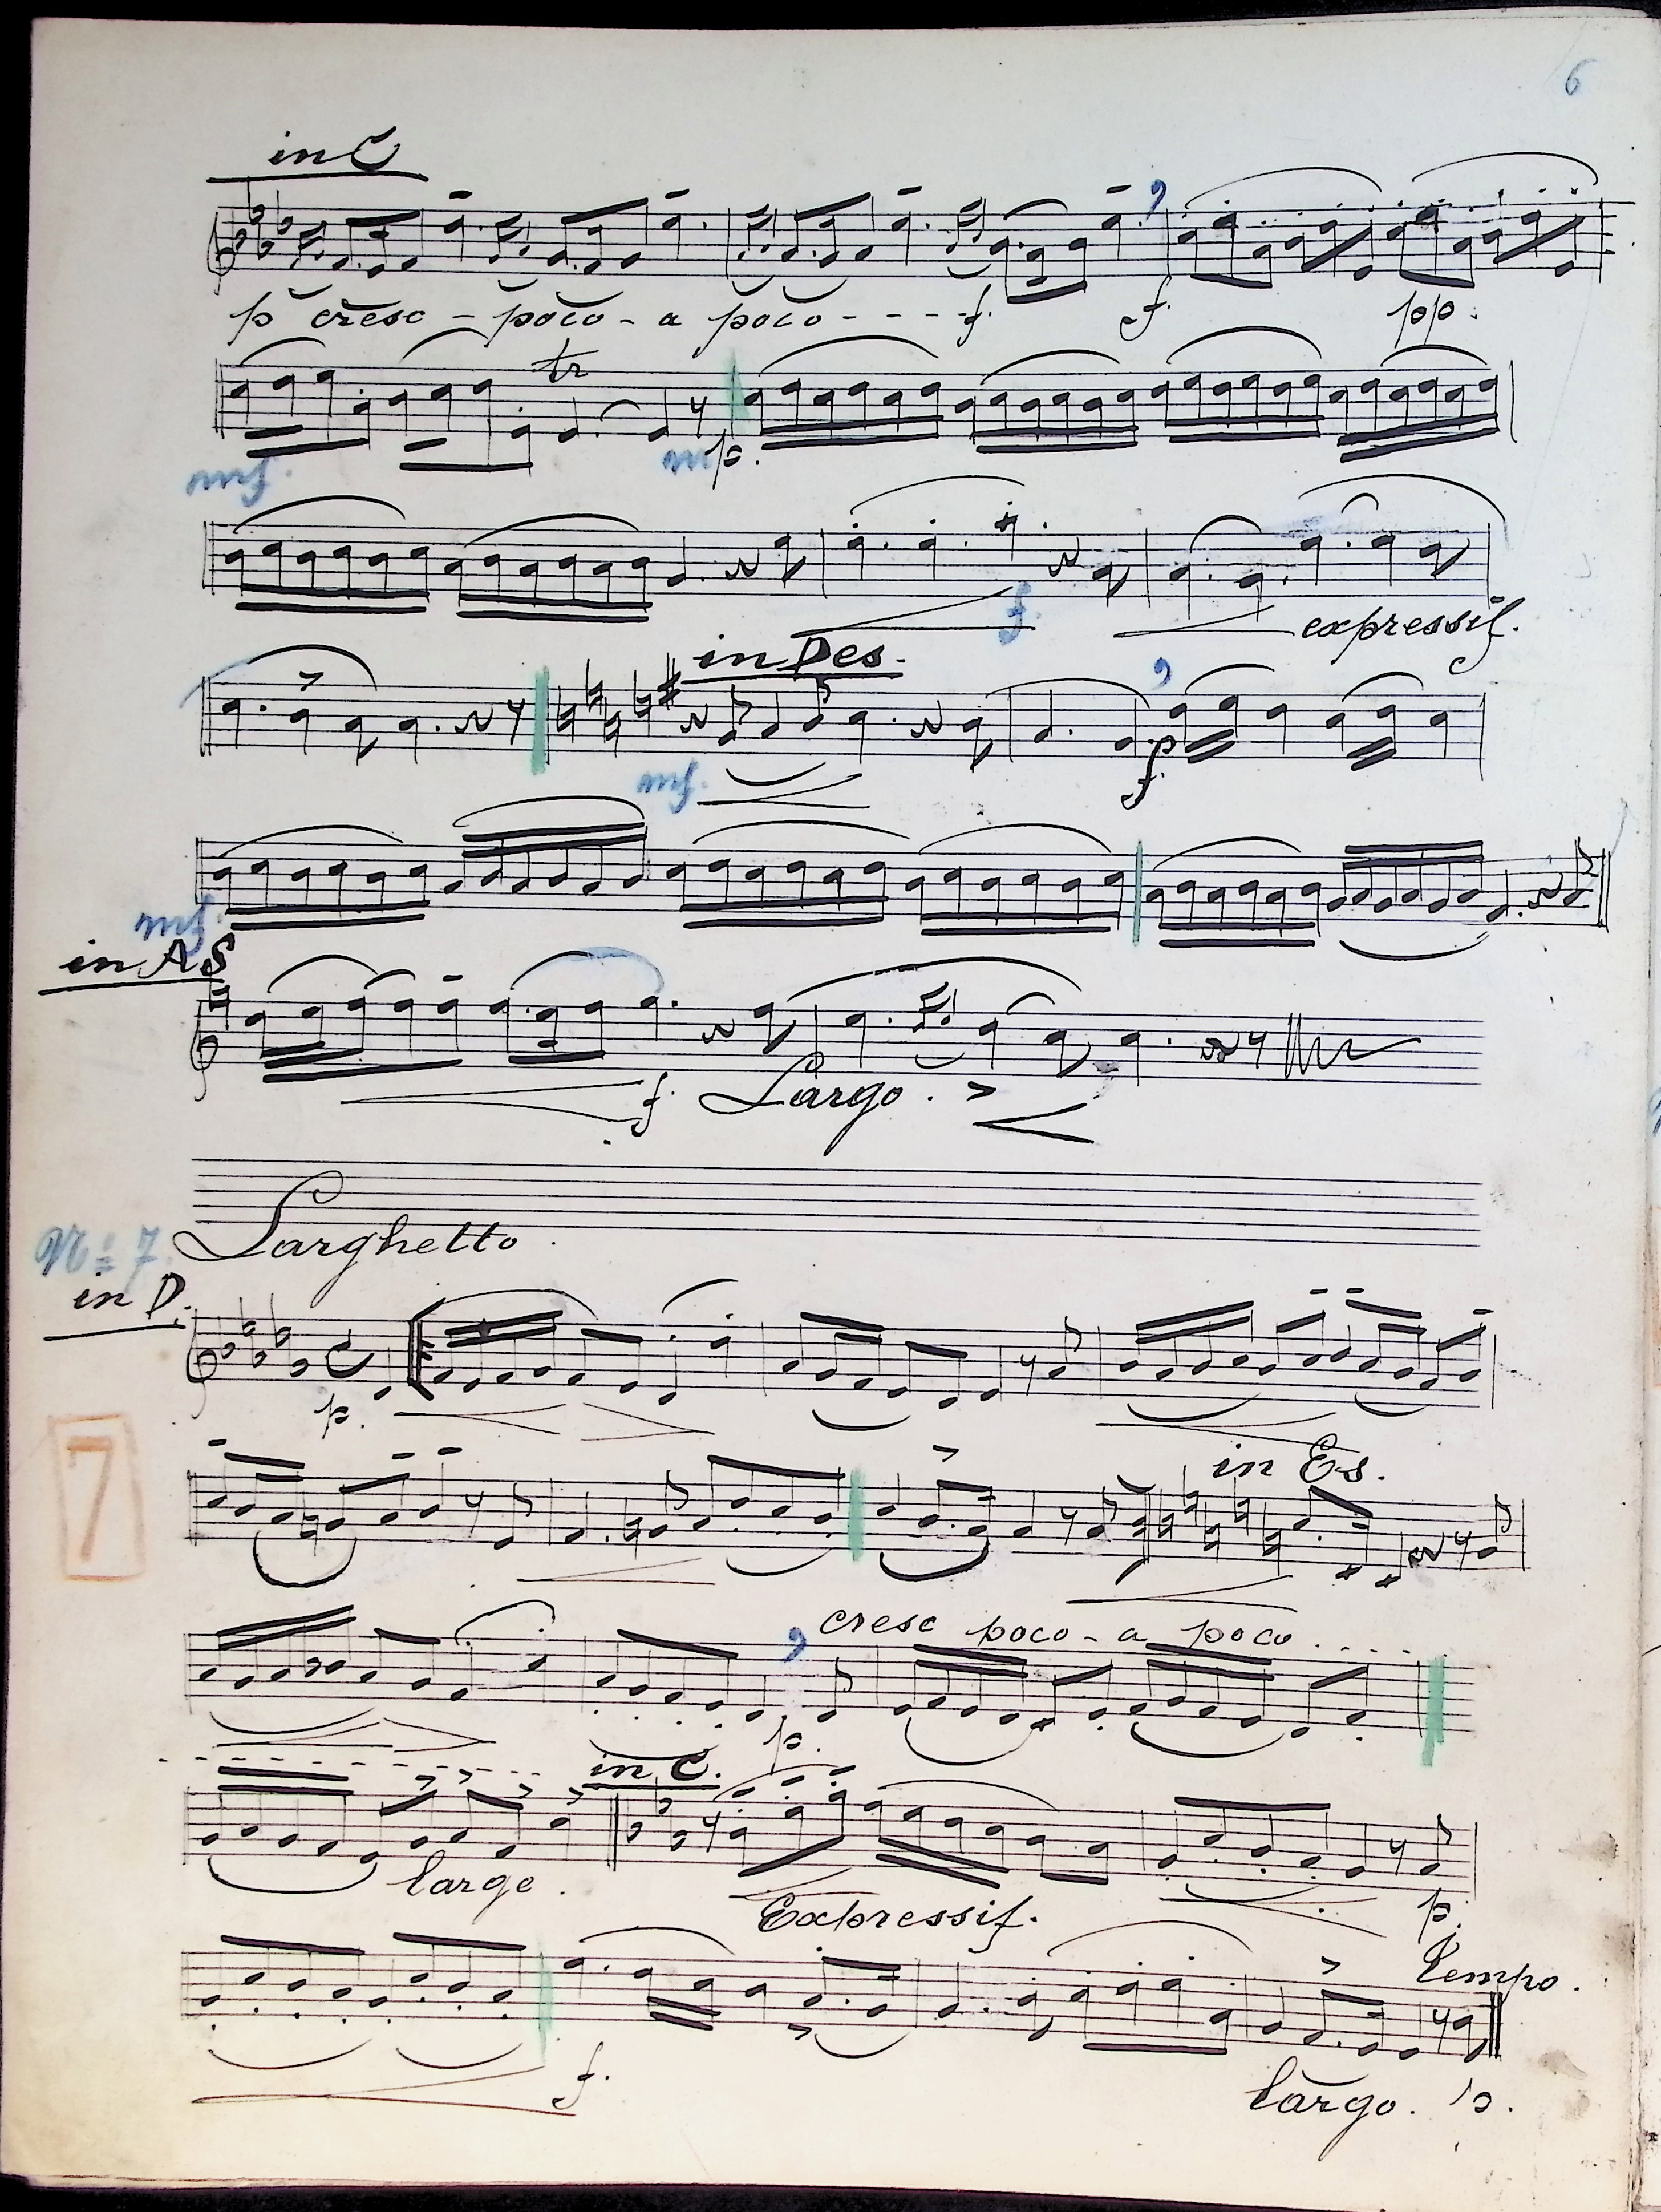 6
in C
p cresc - poco - a poco - - - - f. f. pp.
tr
mf. mp.
f. expressif.
in Des.
mf. f.
mf.
in AS
f. Largo.
N=7. Larghetto.
in D.
p.
7
in Es.
cresc poco - a poco . . . . .
p.
in C.
large.
Expressif. p.
tempo.
f. largo. p.